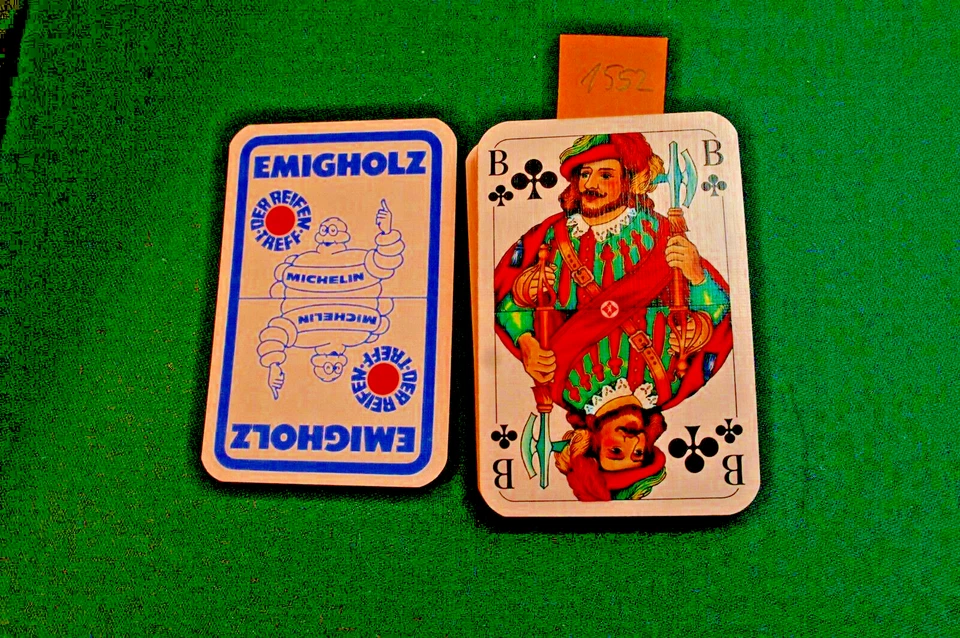 1552
EMIGHOLZ
DER REIFEN
·TREFF·
MICHELIN
MICHELIN
DER REIFEN
·TREFF·
EMIGHOLZ
B B
B B